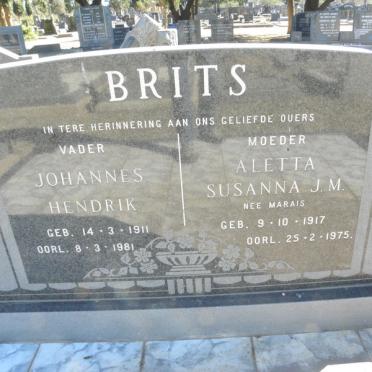 BRITS
IN TERE HERINNERING AAN ONS GELIEFDE OUERS
VADER
JOHANNES
HENDRIK
GEB. 14 - 3 - 1911
OORL. 8 - 3 - 1981
MOEDER
ALETTA
SUSANNA J.M.
NEE MARAIS
GEB. 9 - 10 - 1917
OORL. 25 - 2 - 1975.